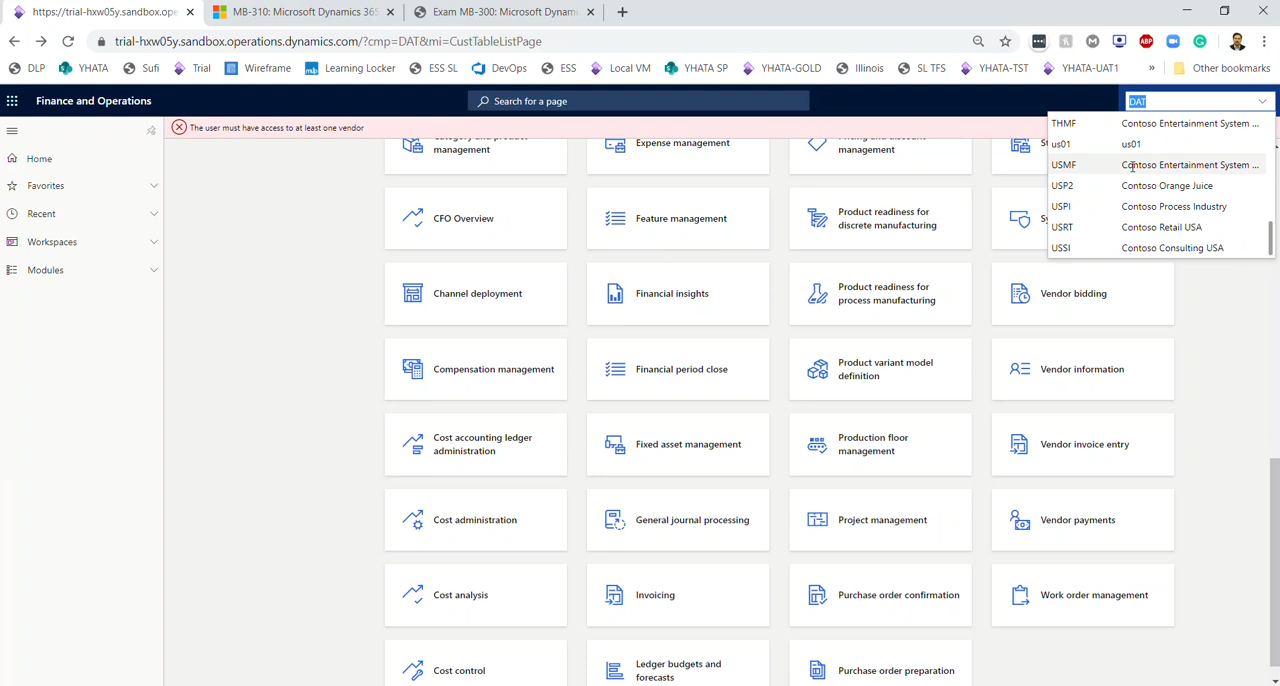 https://trial-hxw05y.sandbox.ope
MB-310: Microsoft Dynamics 365
Exam MB-300: Microsoft Dynami
trial-hxw05y.sandbox.operations.dynamics.com/?cmp=DAT&mi=CustTableListPage
DLP
YHATA
Sufi
Trial
Wireframe
Learning Locker
ESS SL
DevOps
ESS
Local VM
YHATA SP
YHATA-GOLD
Illinois
SL TFS
YHATA-TST
YHATA-UAT1
»
Other bookmarks
Finance and Operations
Search for a page
DAT
The user must have access to at least one vendor
THMF Contoso Entertainment System ...
us01 us01
USMF Contoso Entertainment System ...
USP2 Contoso Orange Juice
USPI Contoso Process Industry
USRT Contoso Retail USA
USSI Contoso Consulting USA
Home
Favorites
Recent
Workspaces
Modules
management
Expense management
management
CFO Overview
Feature management
Product readiness for
discrete manufacturing
Channel deployment
Financial insights
Product readiness for
process manufacturing
Vendor bidding
Compensation management
Financial period close
Product variant model
definition
Vendor information
Cost accounting ledger
administration
Fixed asset management
Production floor
management
Vendor invoice entry
Cost administration
General journal processing
Project management
Vendor payments
Cost analysis
Invoicing
Purchase order confirmation
Work order management
Cost control
Ledger budgets and
forecasts
Purchase order preparation